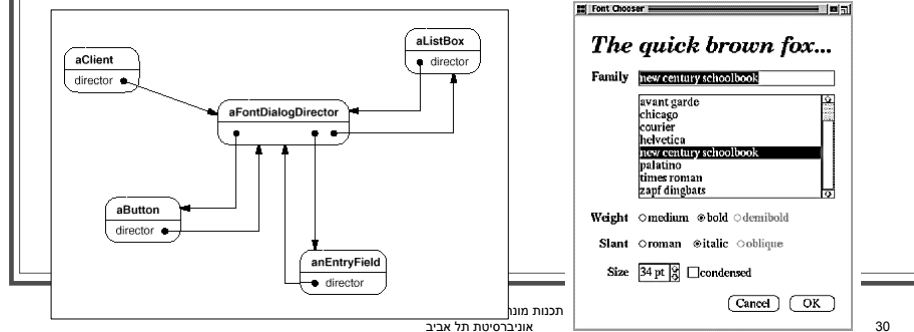 aClient
director
aListBox
director
aFontDialogDirector
aButton
director
anEntryField
director
Font Chooser
The quick brown fox...
Family new century schoolbook
avant garde
chicago
courier
helvetica
new century schoolbook
palatino
times roman
zapf dingbats
Weight medium bold demibold
Slant roman italic oblique
Size 34 pt condensed
Cancel OK
תכנות
אוניברסיטת תל אביב
30